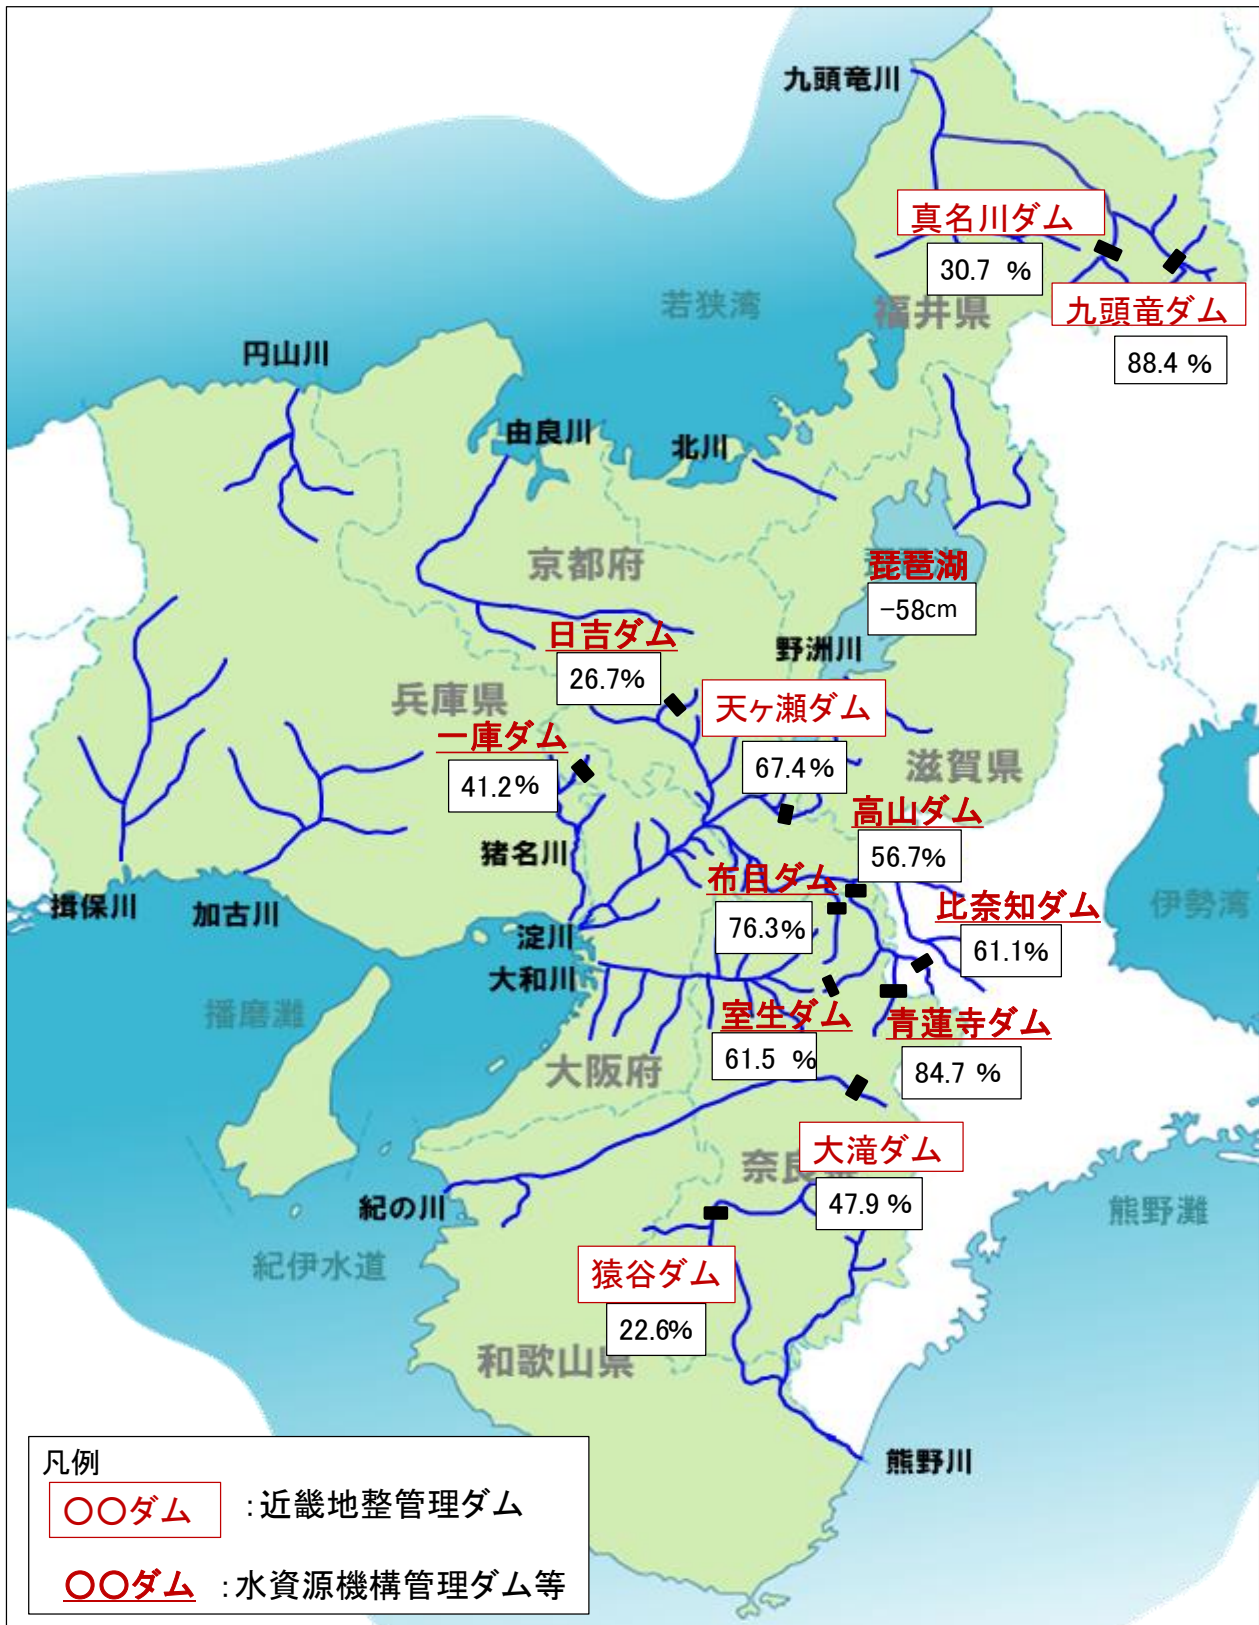 九頭竜川
真名川ダム
30.7 %
若狭湾
福井県
九頭竜ダム
88.4 %
円山川
由良川
北川
京都府
琵琶湖
-58cm
日吉ダム
26.7%
野洲川
兵庫県
天ヶ瀬ダム
67.4%
一庫ダム
41.2%
滋賀県
高山ダム
56.7%
猪名川
布目ダム
76.3%
比奈知ダム
61.1%
伊勢湾
揖保川
加古川
淀川
大和川
播磨灘
室生ダム
61.5 %
青蓮寺ダム
84.7 %
大阪府
大滝ダム
47.9 %
奈良県
紀の川
熊野灘
紀伊水道
猿谷ダム
22.6%
和歌山県
熊野川
凡例
〇〇ダム :近畿地整管理ダム
〇〇ダム :水資源機構管理ダム等